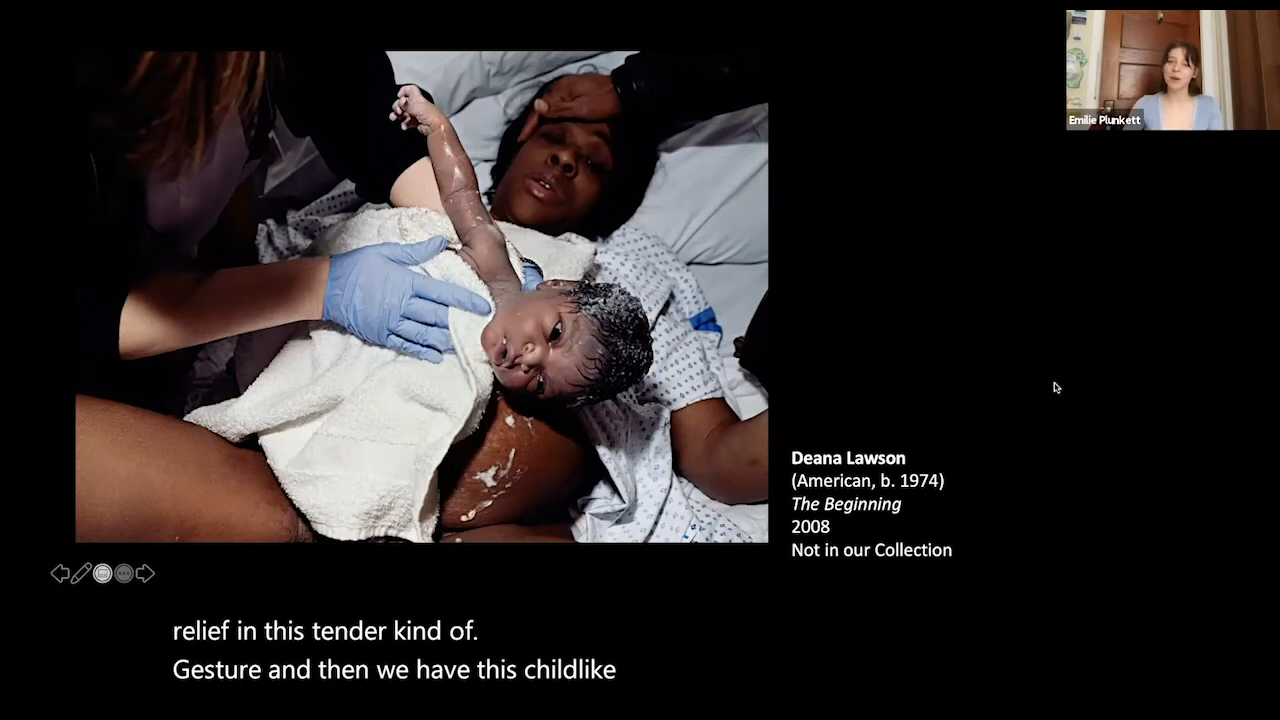 Emilie Plunkett
Deana Lawson
(American, b. 1974)
The Beginning
2008
Not in our Collection
relief in this tender kind of.
Gesture and then we have this childlike